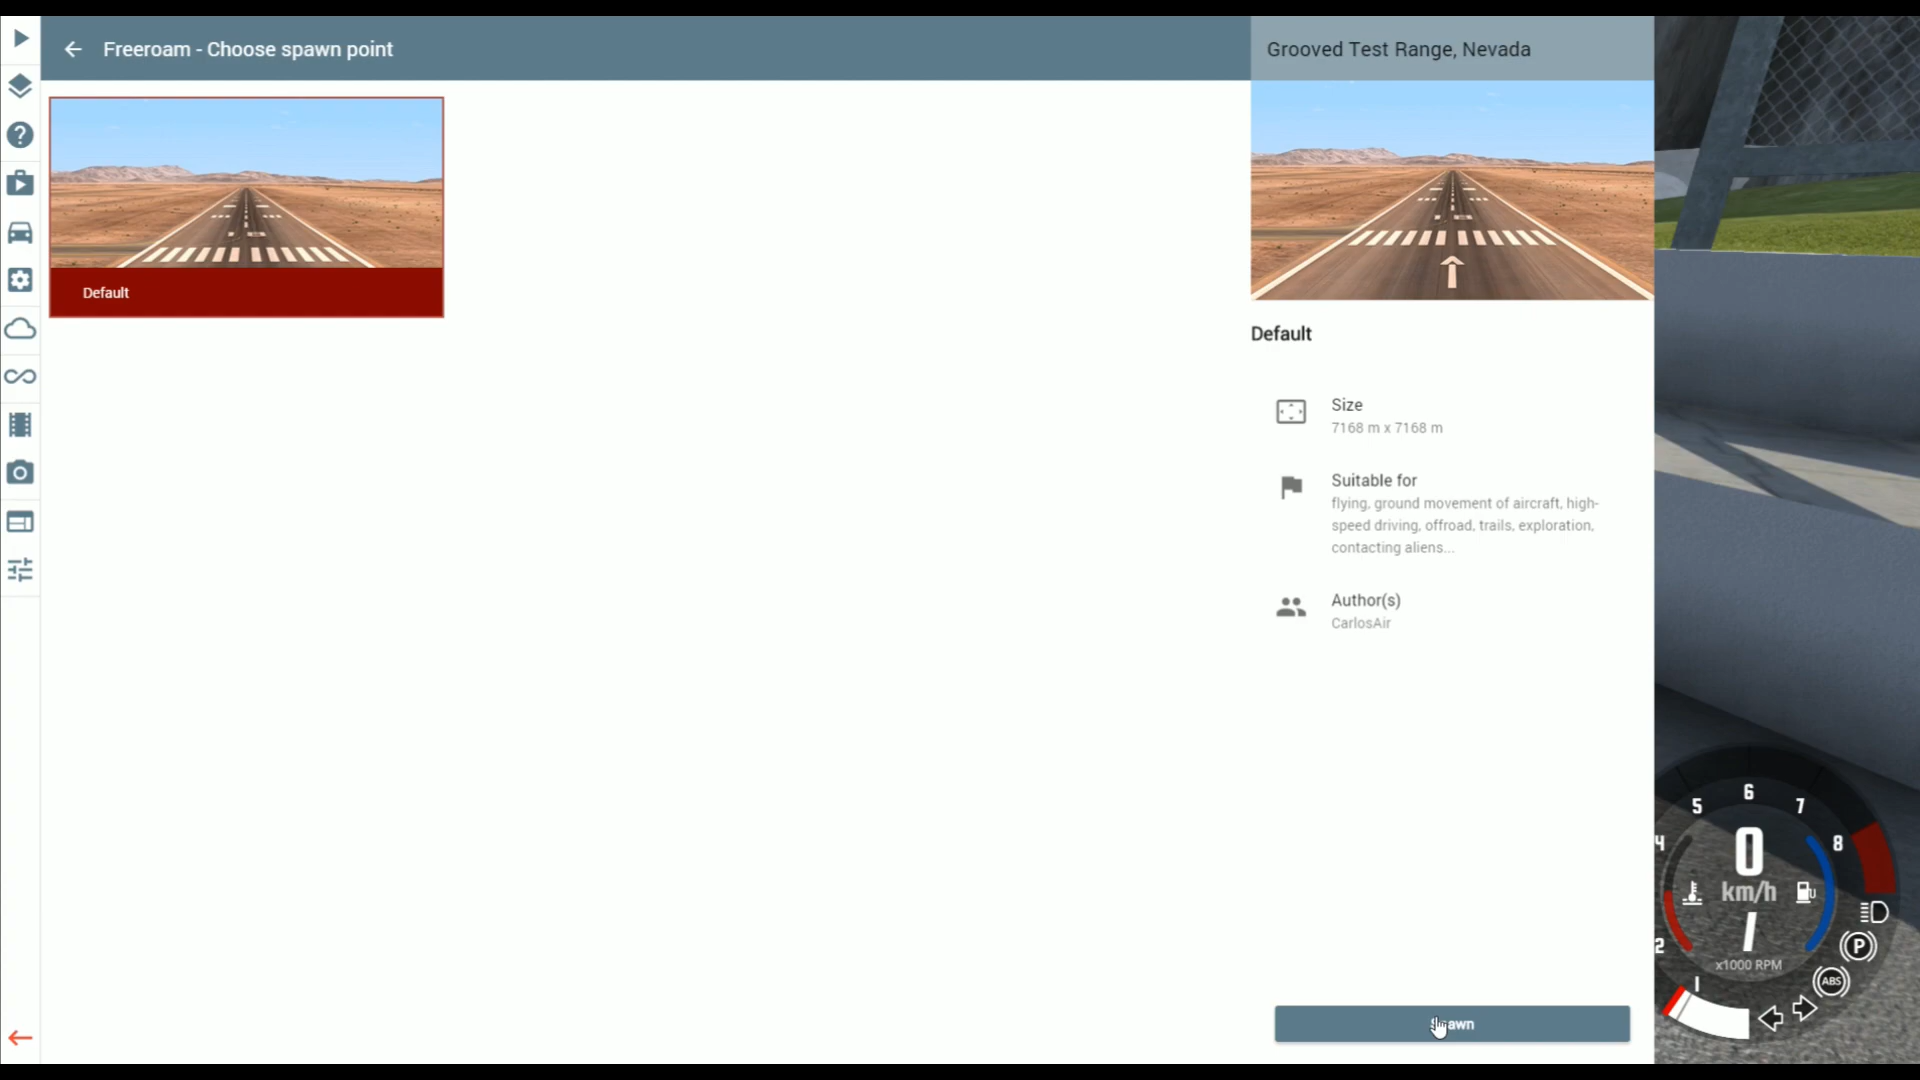 Freeroam - Choose spawn point
Grooved Test Range, Nevada
Default
Default
Size
7168 m x 7168 m
Suitable for
flying, ground movement of aircraft, high-
speed driving, offroad, trails, exploration,
contacting aliens...
Author(s)
CarlosAir
5 6 7
4 8
0
km/h
1
2
x1000 RPM
P
1
ABS